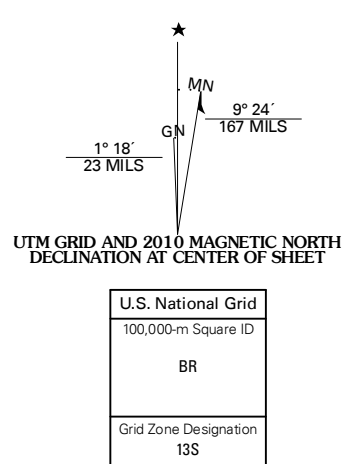 ★
MN
9° 24´
167 MILS
GN
1° 18´
23 MILS
UTM GRID AND 2010 MAGNETIC NORTH
DECLINATION AT CENTER OF SHEET
U.S. National Grid
100,000-m Square ID
BR
Grid Zone Designation
13S